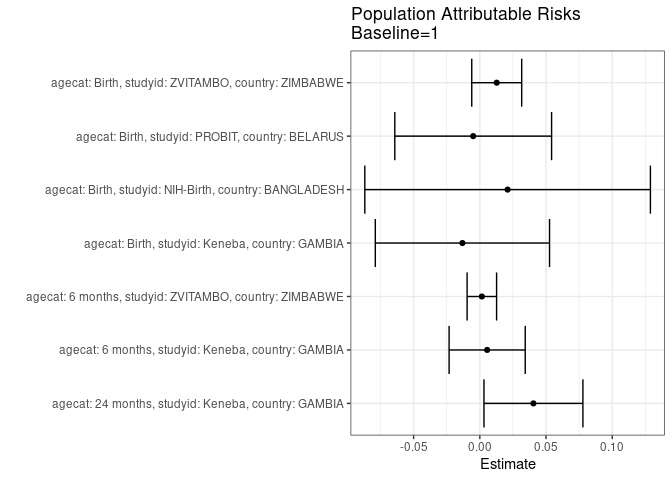 Population Attributable Risks
Baseline=1
agecat: Birth, studyid: ZVITAMBO, country: ZIMBABWE
agecat: Birth, studyid: PROBIT, country: BELARUS
agecat: Birth, studyid: NIH-Birth, country: BANGLADESH
agecat: Birth, studyid: Keneba, country: GAMBIA
agecat: 6 months, studyid: ZVITAMBO, country: ZIMBABWE
agecat: 6 months, studyid: Keneba, country: GAMBIA
agecat: 24 months, studyid: Keneba, country: GAMBIA
-0.05 0.00 0.05 0.10
Estimate